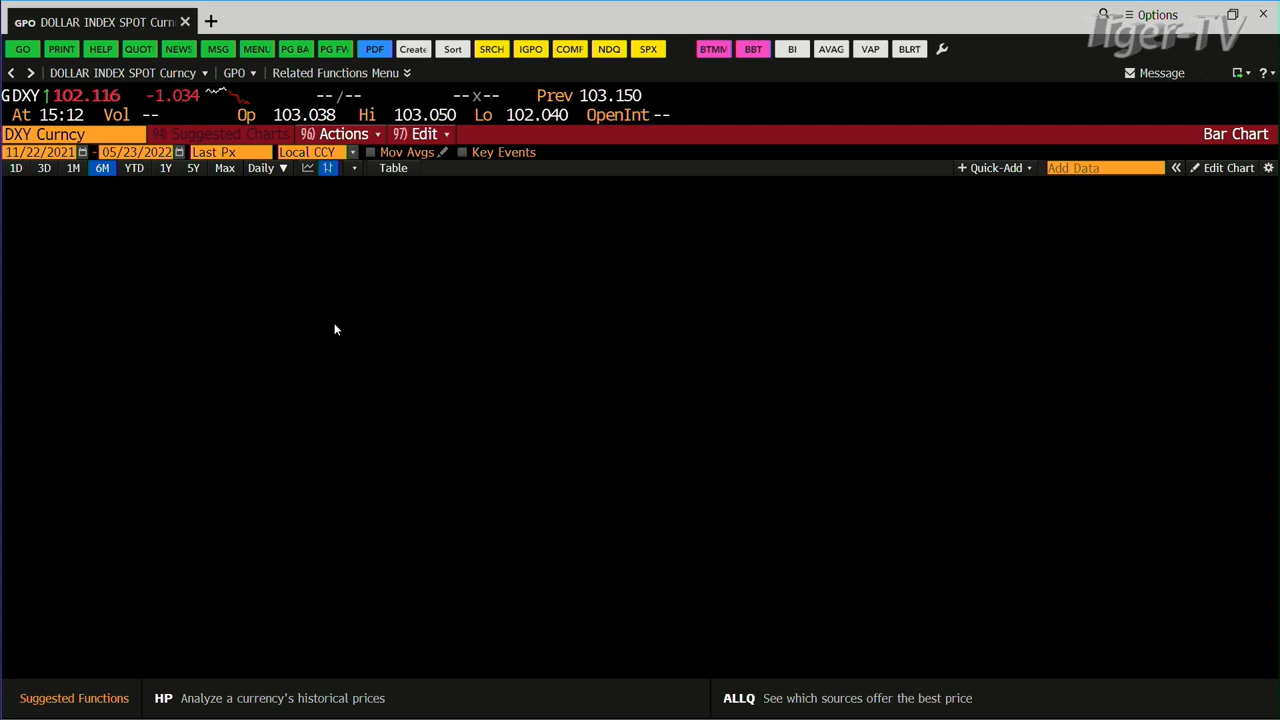 GPO DOLLAR INDEX SPOT Curn
Options
Tiger-TV
GO PRINT HELP QUOT NEWS MSG MENU PG BA PG FW PDF Create Sort SRCH IGPO COMF NDQ SPX BTMM BBT BI AVAG VAP BLRT
DOLLAR INDEX SPOT Curncy GPO Related Functions Menu Message ?
GDXY↑102.116 -1.034 --/-- --x-- Prev 103.150
At 15:12 Vol -- Op 103.038 Hi 103.050 Lo 102.040 OpenInt --
DXY Curncy 94) Suggested Charts 96) Actions 97) Edit Bar Chart
11/22/2021 - 05/23/2022 Last Px Local CCY Mov Avgs Key Events
1D 3D 1M 6M YTD 1Y 5Y Max Daily ▼ Table + Quick-Add Add Data « Edit Chart
Suggested Functions HP Analyze a currency's historical prices ALLQ See which sources offer the best price